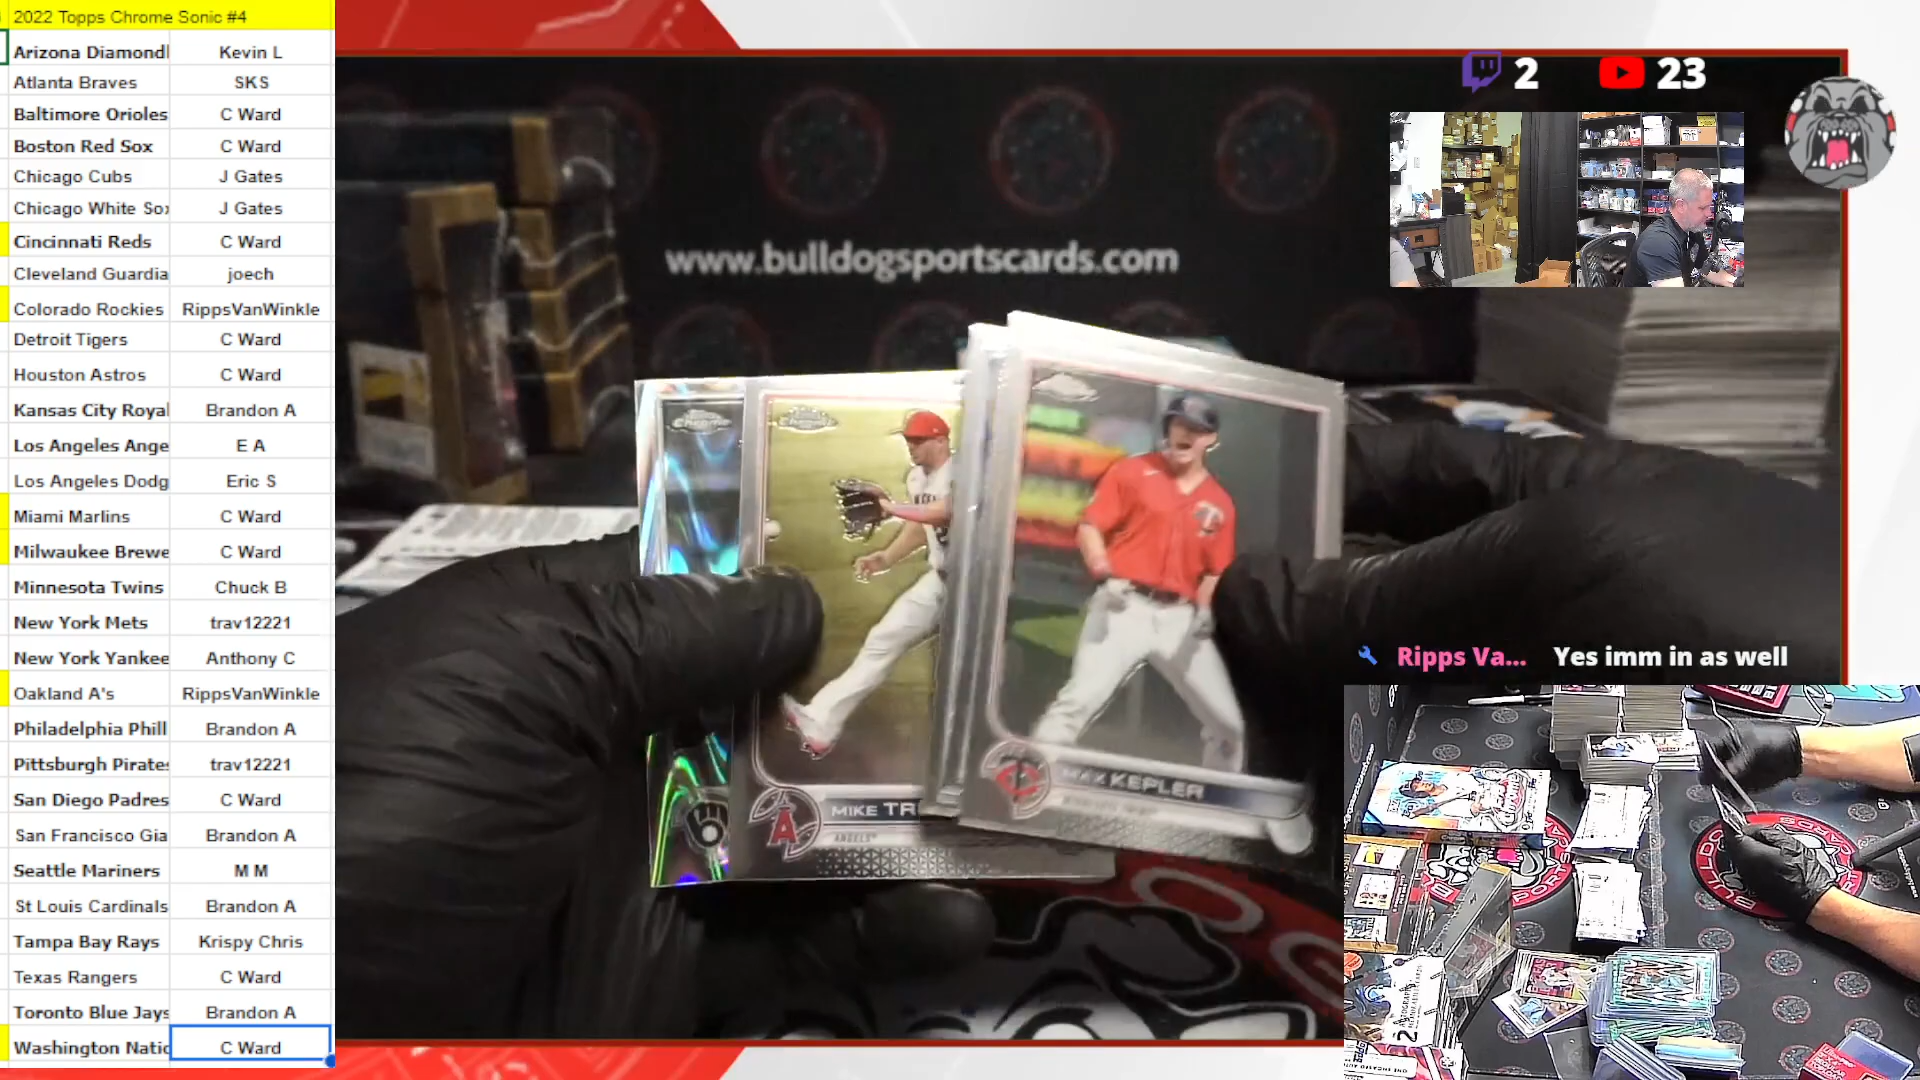 2022 Topps Chrome Sonic #4
Arizona Diamond Kevin L
Atlanta Braves SKS
Baltimore Orioles C Ward
Boston Red Sox C Ward
Chicago Cubs J Gates
Chicago White Sox J Gates
Cincinnati Reds C Ward
Cleveland Guardia joech
Colorado Rockies RippsVanWinkle
Detroit Tigers C Ward
Houston Astros C Ward
Kansas City Royal Brandon A
Los Angeles Ange E A
Los Angeles Dodg Eric S
Miami Marlins C Ward
Milwaukee Brewe C Ward
Minnesota Twins Chuck B
New York Mets trav12221
New York Yankee Anthony C
Oakland A's RippsVanWinkle
Philadelphia Phill Brandon A
Pittsburgh Pirates trav12221
San Diego Padres C Ward
San Francisco Gia Brandon A
Seattle Mariners M M
St Louis Cardinals Brandon A
Tampa Bay Rays Krispy Chris
Texas Rangers C Ward
Toronto Blue Jays Brandon A
Washington Natio C Ward
2 23
www.bulldogsportscards.com
Chrome
MIKE TR
ANGELS
MAX KEPLER
Ripps Va... Yes imm in as well